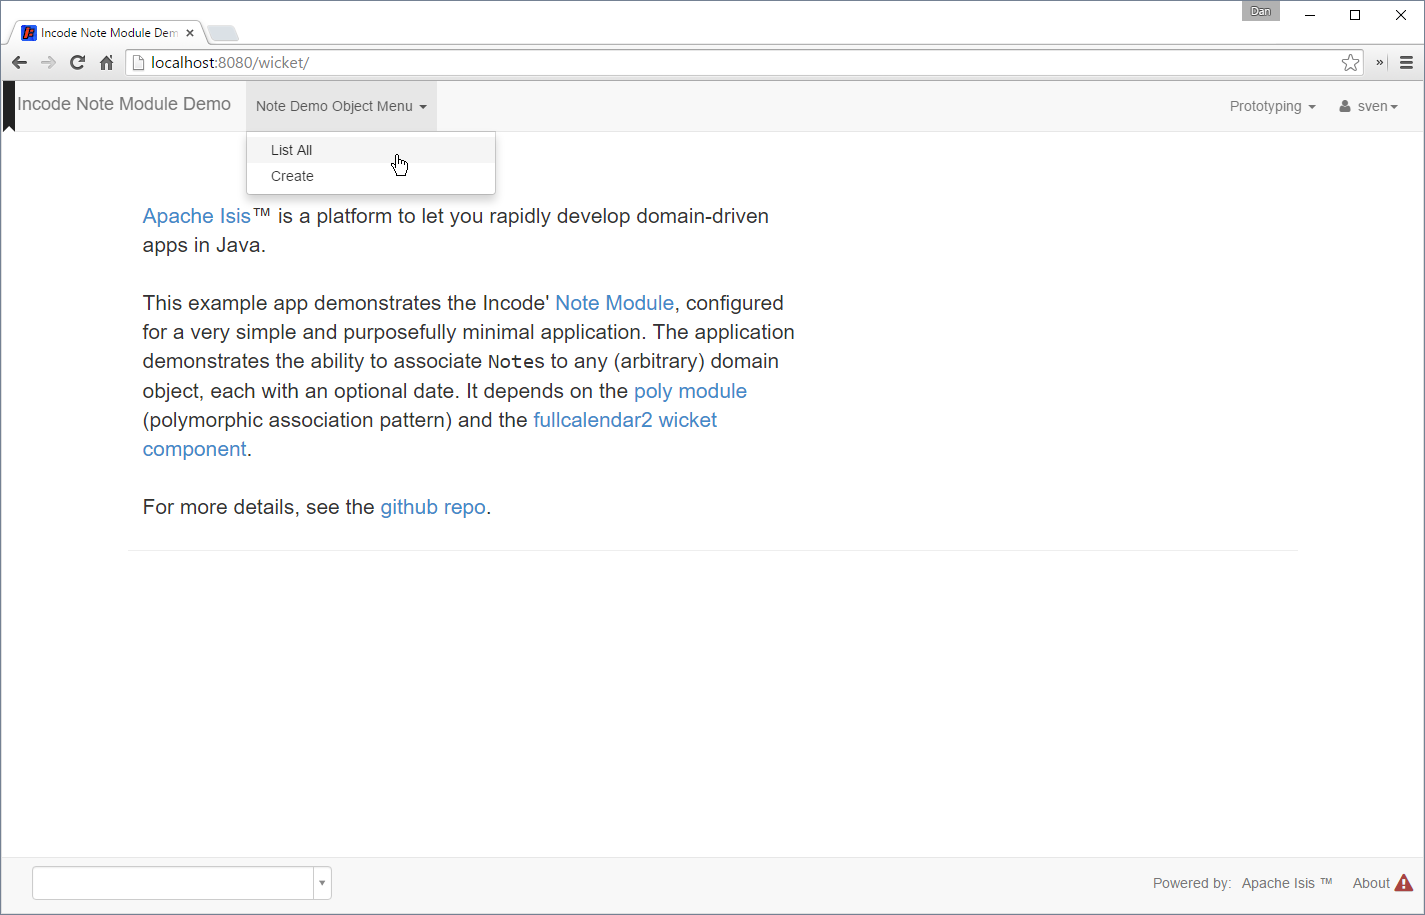 Dan
Incode Note Module Dem
localhost:8080/wicket/
»
Incode Note Module Demo
Note Demo Object Menu
Prototyping
sven
List All
Create
Apache Isis™ is a platform to let you rapidly develop domain-driven
apps in Java.
This example app demonstrates the Incode' Note Module, configured
for a very simple and purposefully minimal application. The application
demonstrates the ability to associate Notes to any (arbitrary) domain
object, each with an optional date. It depends on the poly module
(polymorphic association pattern) and the fullcalendar2 wicket
component.
For more details, see the github repo.
Powered by: Apache Isis ™ About